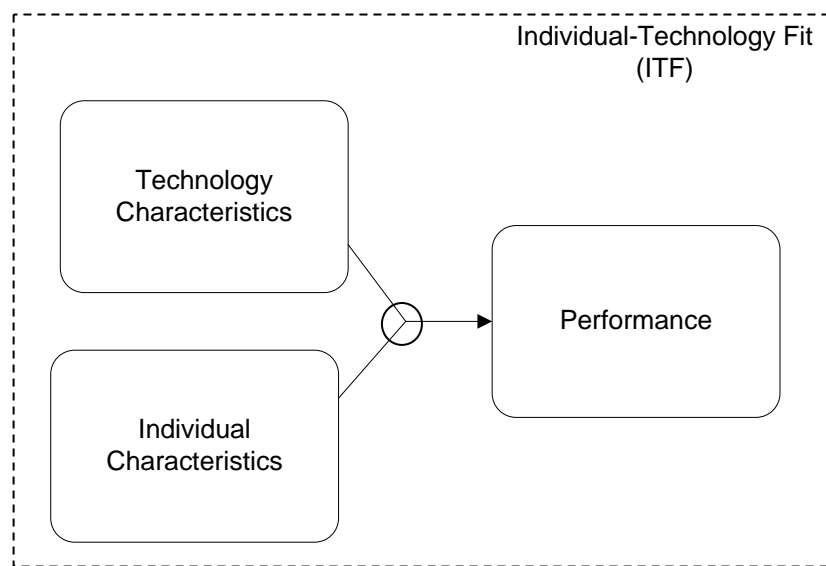 Individual-Technology Fit
(ITF)
Technology
Characteristics
Performance
Individual
Characteristics